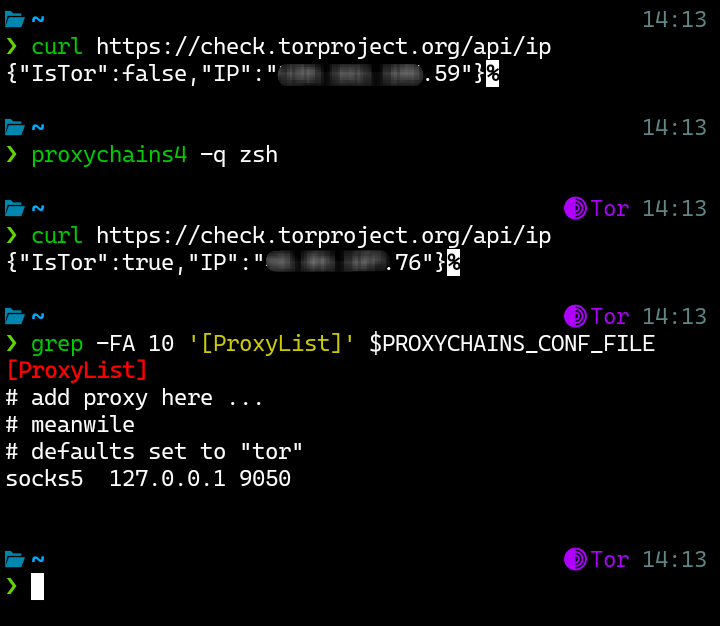 ~ 14:13
❯ curl https://check.torproject.org/api/ip
{"IsTor":false,"IP":" .59"}%
~ 14:13
❯ proxychains4 -q zsh
~ Tor 14:13
❯ curl https://check.torproject.org/api/ip
{"IsTor":true,"IP":" .76"}%
~ Tor 14:13
❯ grep -FA 10 '[ProxyList]' $PROXYCHAINS_CONF_FILE
[ProxyList]
# add proxy here ...
# meanwile
# defaults set to "tor"
socks5  127.0.0.1 9050
~ Tor 14:13
❯